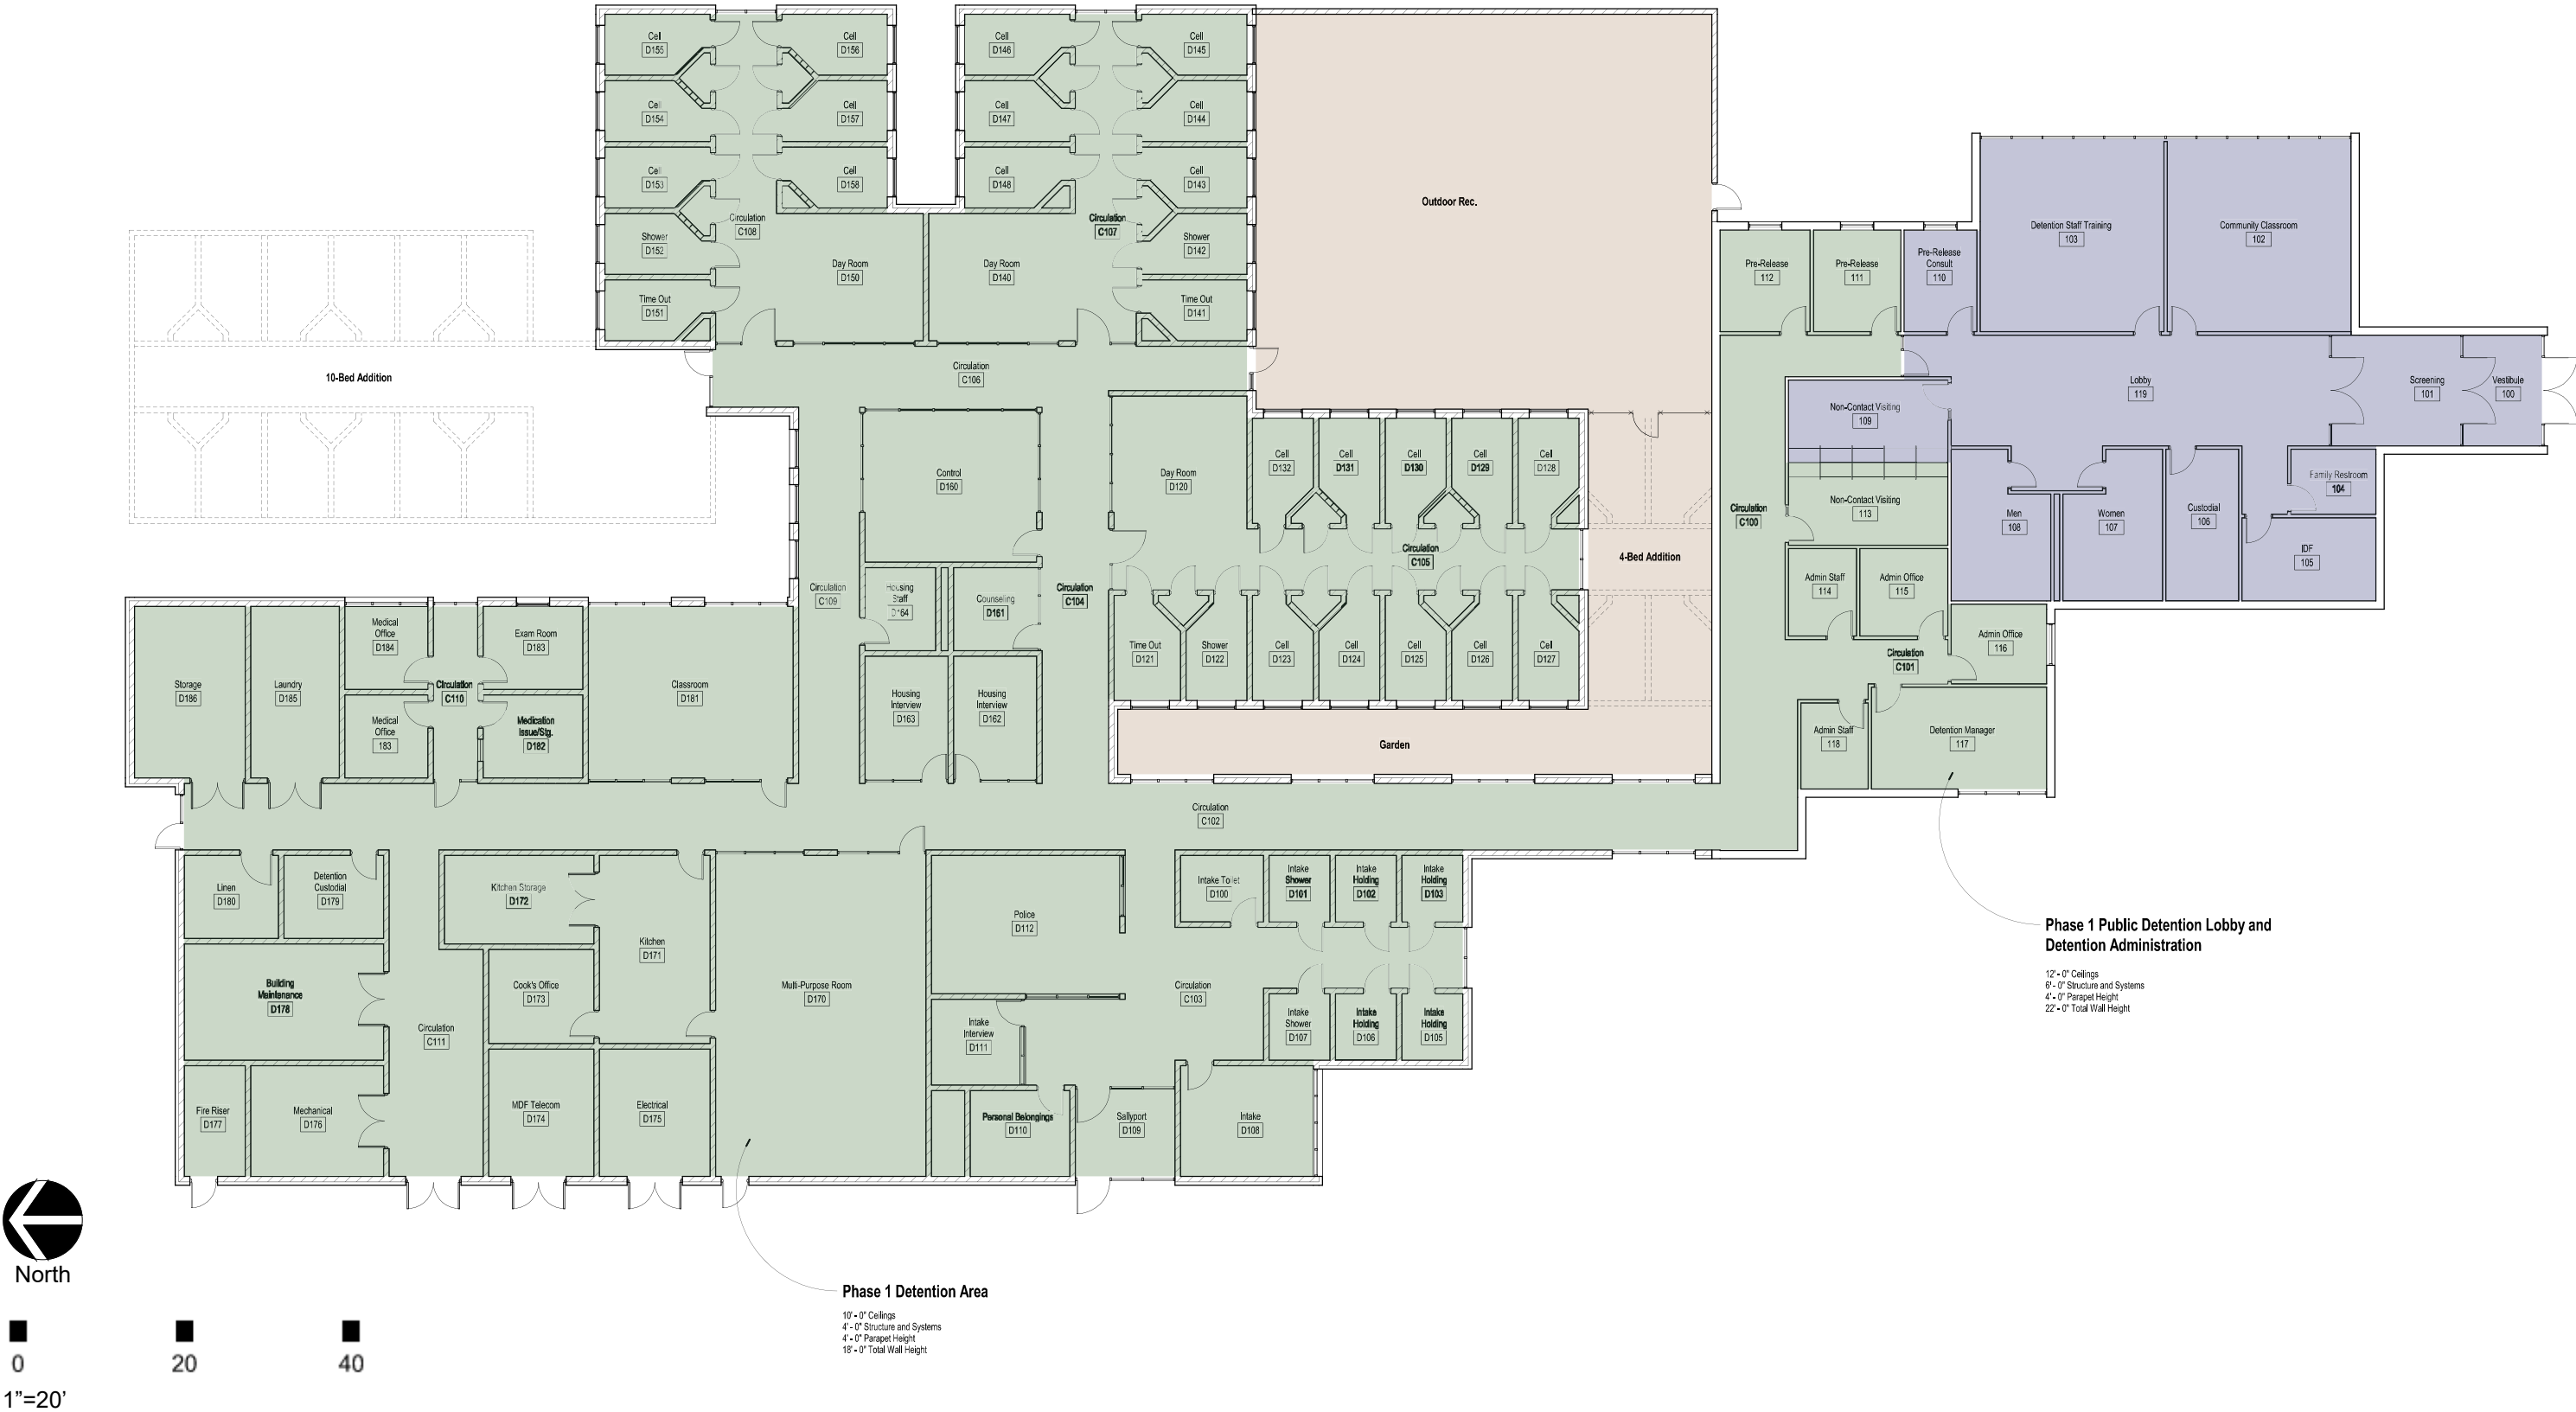 Cell
D155
Cell
D156
Cell
D146
Cell
D145
Cell
D154
Cell
D157
Cell
D147
Cell
D144
Cell
D153
Cell
D158
Cell
D148
Cell
D143
Circulation
C108
Circulation
C107
Shower
D152
Shower
D142
Day Room
D150
Day Room
D140
Time Out
D151
Time Out
D141
Outdoor Rec.
Detention Staff Training
103
Community Classroom
102
Pre-Release
112
Pre-Release
111
Pre-Release
Consult
110
10-Bed Addition
Circulation
C106
Lobby
119
Screening
101
Vestibule
100
Non-Contact Visiting
109
Control
D160
Day Room
D120
Cell
D132
Cell
D131
Cell
D130
Cell
D129
Cell
D128
Family Restroom
104
Non-Contact Visiting
113
Circulation
C100
Men
108
Women
107
Custodial
106
IDF
105
Circulation
C105
4-Bed Addition
Circulation
C109
Housing
Staff
D164
Counseling
D161
Circulation
C104
Admin Staff
114
Admin Office
115
Admin Office
116
Circulation
C101
Medical
Office
D184
Exam Room
D183
Time Out
D121
Shower
D122
Cell
D123
Cell
D124
Cell
D125
Cell
D126
Cell
D127
Storage
D186
Laundry
D185
Circulation
C110
Classroom
D181
Housing
Interview
D163
Housing
Interview
D162
Medical
Office
183
Medication
Issue/Stg.
D182
Garden
Admin Staff
118
Detention Manager
117
Circulation
C102
Linen
D180
Detention
Custodial
D179
Kitchen Storage
D172
Intake Toilet
D100
Intake
Shower
D101
Intake
Holding
D102
Intake
Holding
D103
Police
D112
Kitchen
D171
Phase 1 Public Detention Lobby and
Detention Administration
12' - 0" Ceilings
6' - 0" Structure and Systems
4' - 0" Parapet Height
22' - 0" Total Wall Height
Building
Maintenance
D178
Cook's Office
D173
Multi-Purpose Room
D170
Circulation
C103
Circulation
C111
Intake
Interview
D111
Intake
Shower
D107
Intake
Holding
D106
Intake
Holding
D105
Fire Riser
D177
Mechanical
D176
MDF Telecom
D174
Electrical
D175
Personal Belongings
D110
Sallyport
D109
Intake
D108
North
Phase 1 Detention Area
10' - 0" Ceilings
4' - 0" Structure and Systems
4' - 0" Parapet Height
18' - 0" Total Wall Height
0 20 40
1”=20’